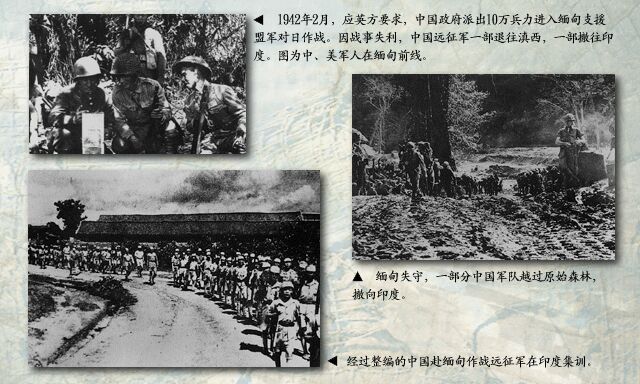 ◀ 1942年2月，应英方要求，中国政府派出10万兵力进入缅甸支援
盟军对日作战。因战事失利，中国远征军一部退往滇西，一部撤往印
度。图为中、美军人在缅甸前线。
▲ 缅甸失守，一部分中国军队越过原始森林，
撤向印度。
◀ 经过整编的中国赴缅甸作战远征军在印度集训。